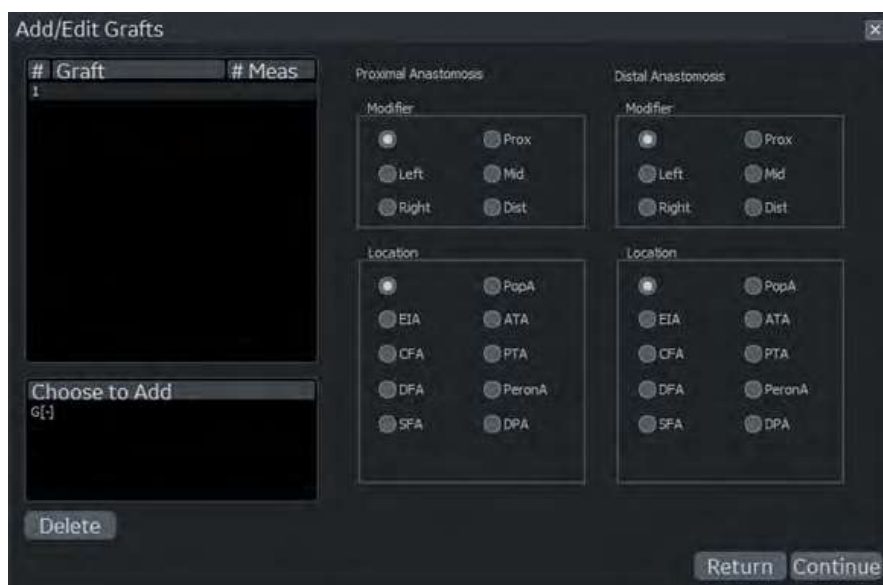 Add/Edit Grafts
# Graft # Meas
1
Choose to Add
G[-]
Delete
Proximal Anastomosis
Modifier
Prox
Left Mid
Right Dist
Location
PopA
EIA ATA
CFA PTA
DFA PeronA
SFA DPA
Distal Anastomosis
Modifier
Prox
Left Mid
Right Dist
Location
PopA
EIA ATA
CFA PTA
DFA PeronA
SFA DPA
Return Continue